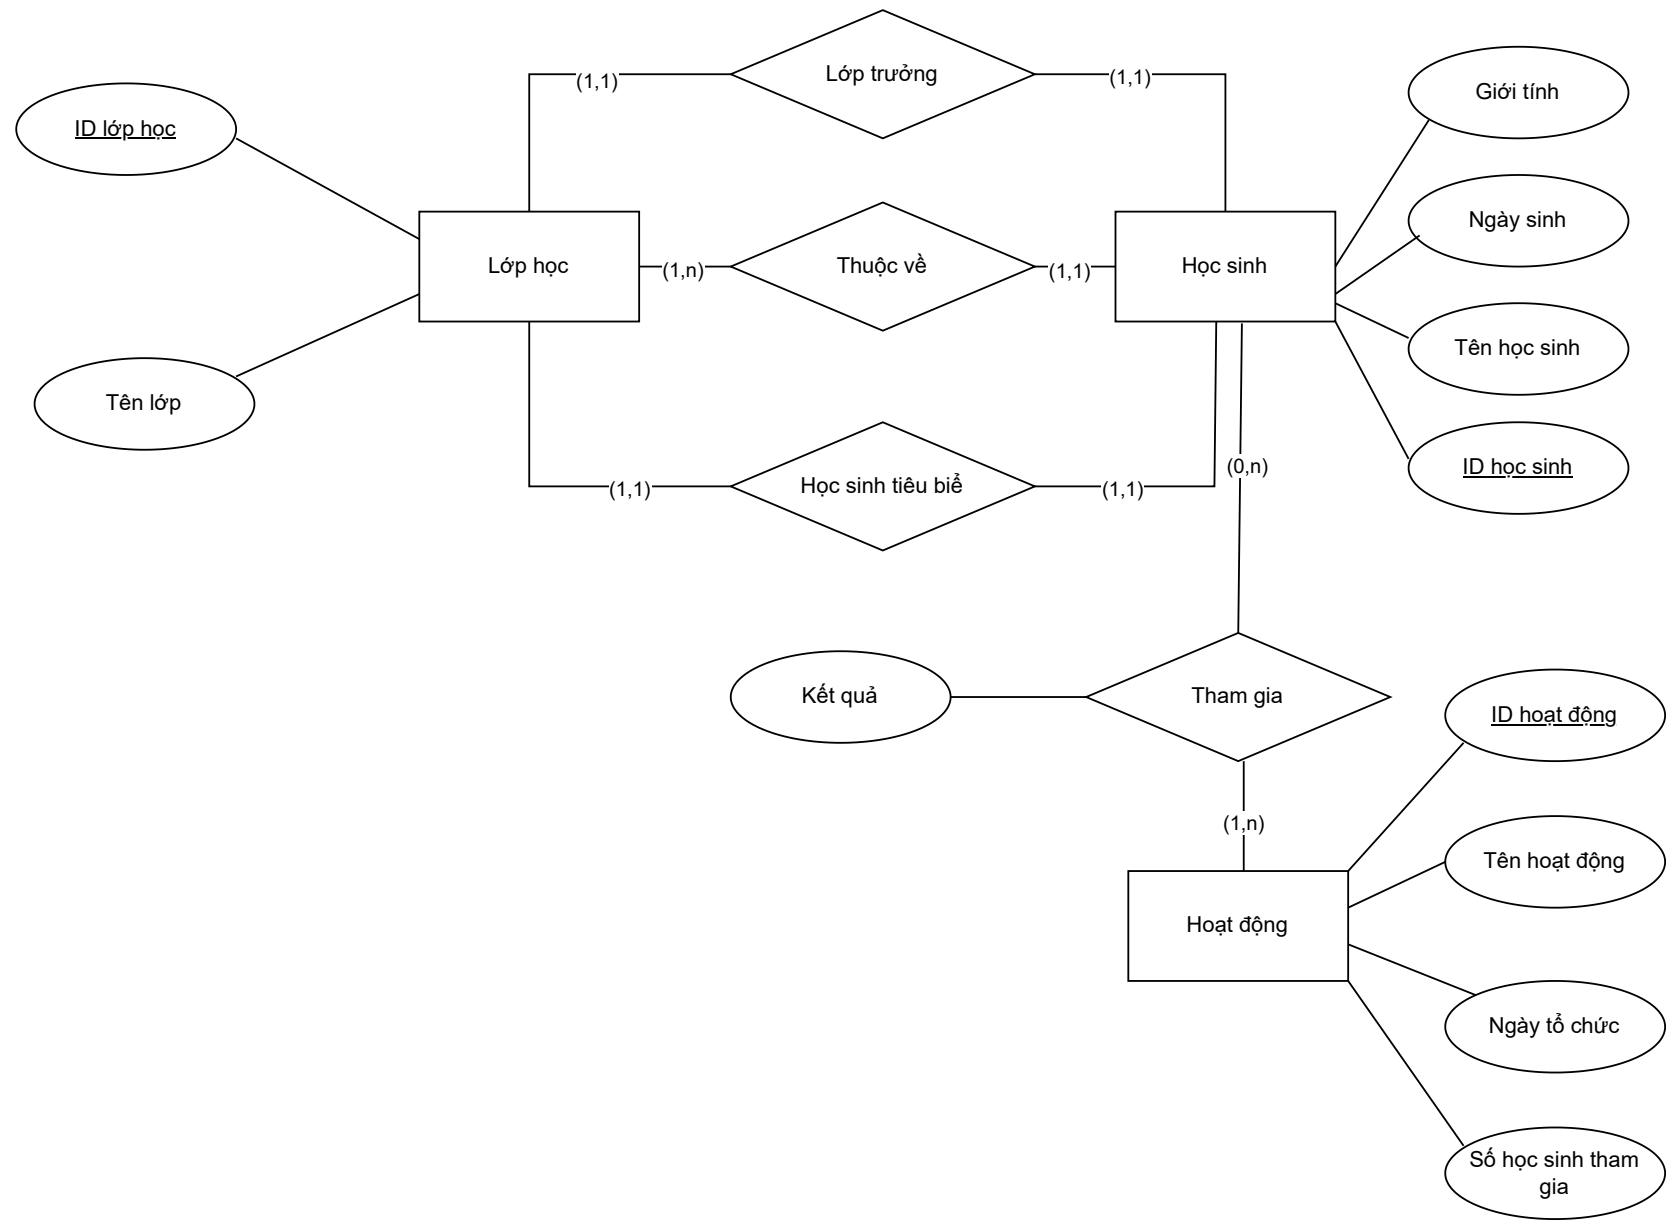 Lớp trưởng
(1,1)
(1,1)
Giới tính
ID lớp học
Ngày sinh
Lớp học
(1,n)
Thuộc về
(1,1)
Học sinh
Tên học sinh
Tên lớp
ID học sinh
(1,1)
Học sinh tiêu biể
(1,1)
(0,n)
Kết quả
Tham gia
ID hoạt động
(1,n)
Tên hoạt động
Hoạt động
Ngày tổ chức
Số học sinh tham
gia